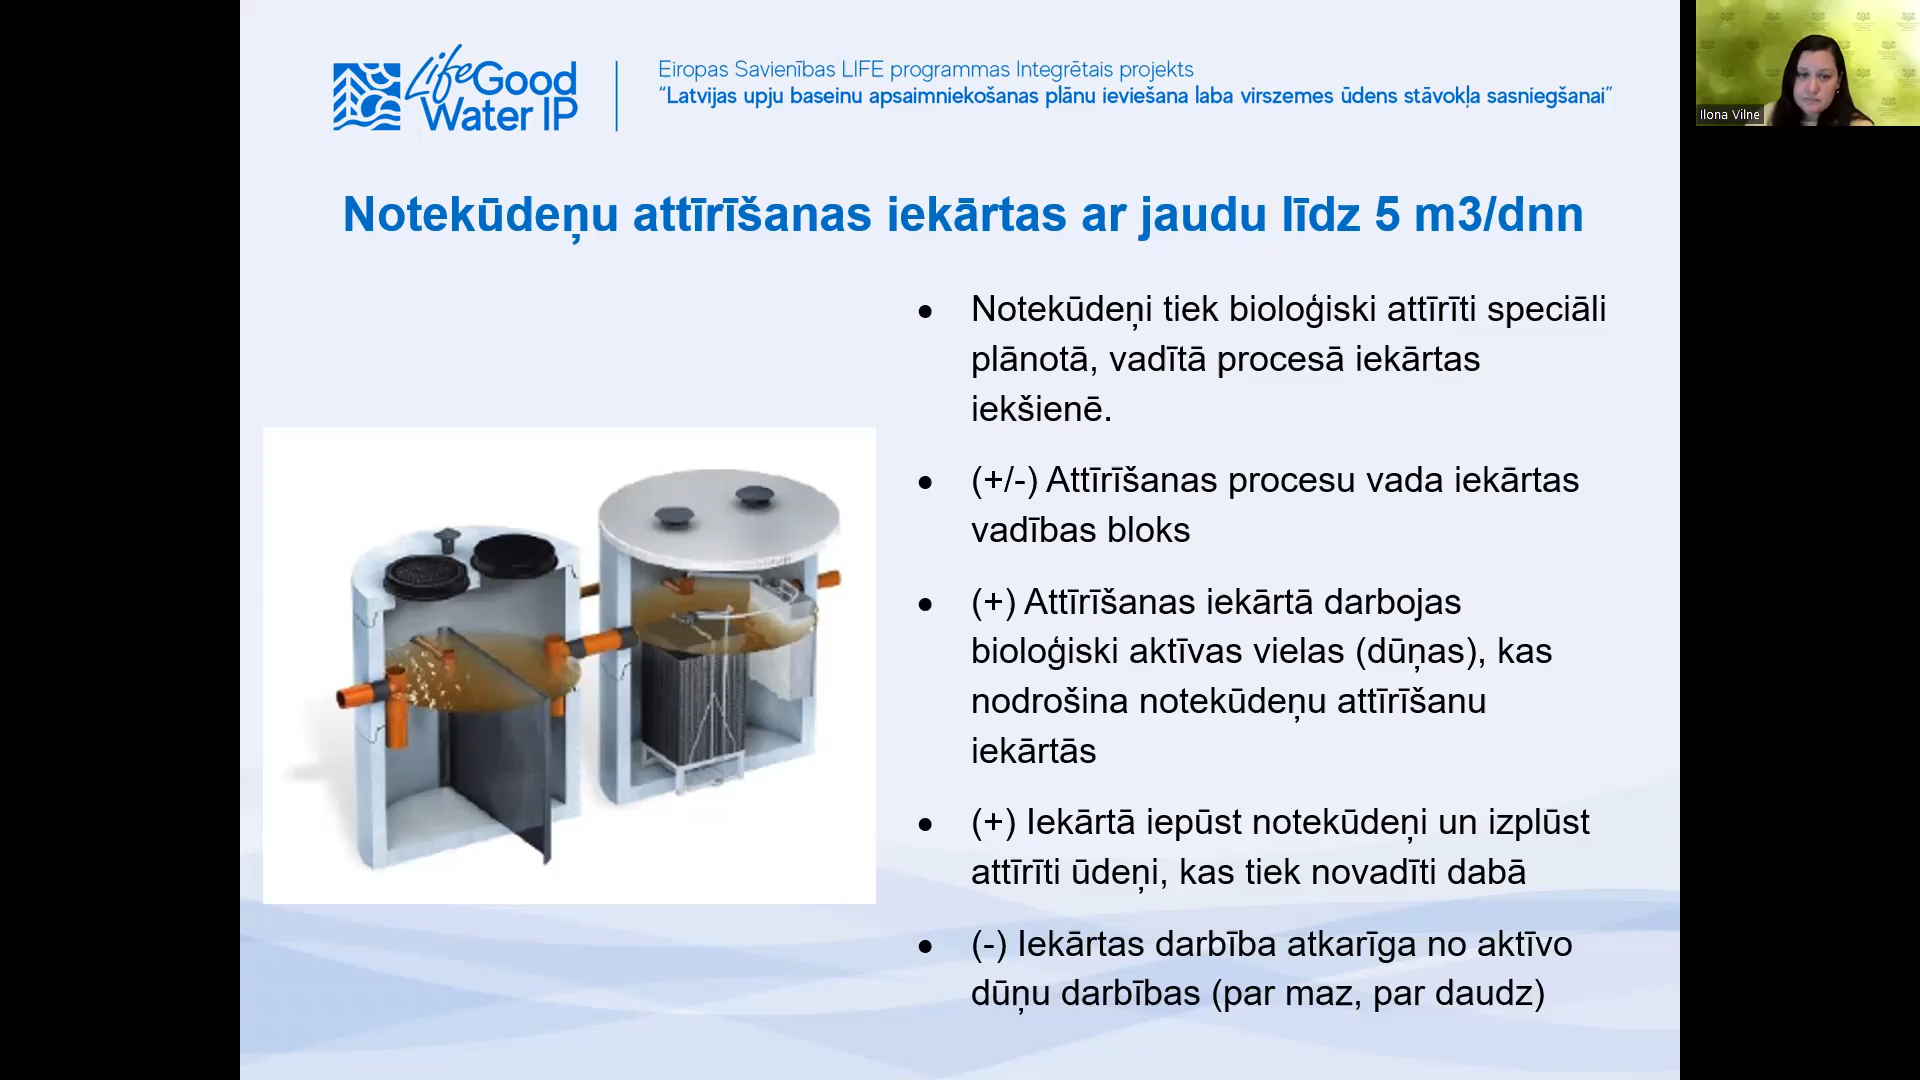 Life Good
Water IP
Eiropas Savienības LIFE programmas Integrētais projekts
“Latvijas upju baseinu apsaimniekošanas plānu ieviešana laba virszemes ūdens stāvokļa sasniegšanai”
Ilona Vilne
Notekūdeņu attīrīšanas iekārtas ar jaudu līdz 5 m3/dnn
● Notekūdeņi tiek bioloģiski attīrīti speciāli
plānotā, vadītā procesā iekārtas
iekšienē.
● (+/-) Attīrīšanas procesu vada iekārtas
vadības bloks
● (+) Attīrīšanas iekārtā darbojas
bioloģiski aktīvas vielas (dūņas), kas
nodrošina notekūdeņu attīrīšanu
iekārtās
● (+) Iekārtā iepūst notekūdeņi un izplūst
attīrīti ūdeņi, kas tiek novadīti dabā
● (-) Iekārtas darbība atkarīga no aktīvo
dūņu darbības (par maz, par daudz)